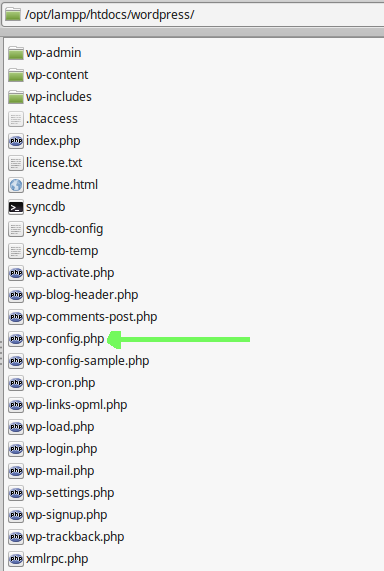 /opt/lampp/htdocs/wordpress/
wp-admin
wp-content
wp-includes
.htaccess
index.php
license.txt
readme.html
syncdb
syncdb-config
syncdb-temp
wp-activate.php
wp-blog-header.php
wp-comments-post.php
wp-config.php
wp-config-sample.php
wp-cron.php
wp-links-opml.php
wp-load.php
wp-login.php
wp-mail.php
wp-settings.php
wp-signup.php
wp-trackback.php
xmlrpc.php